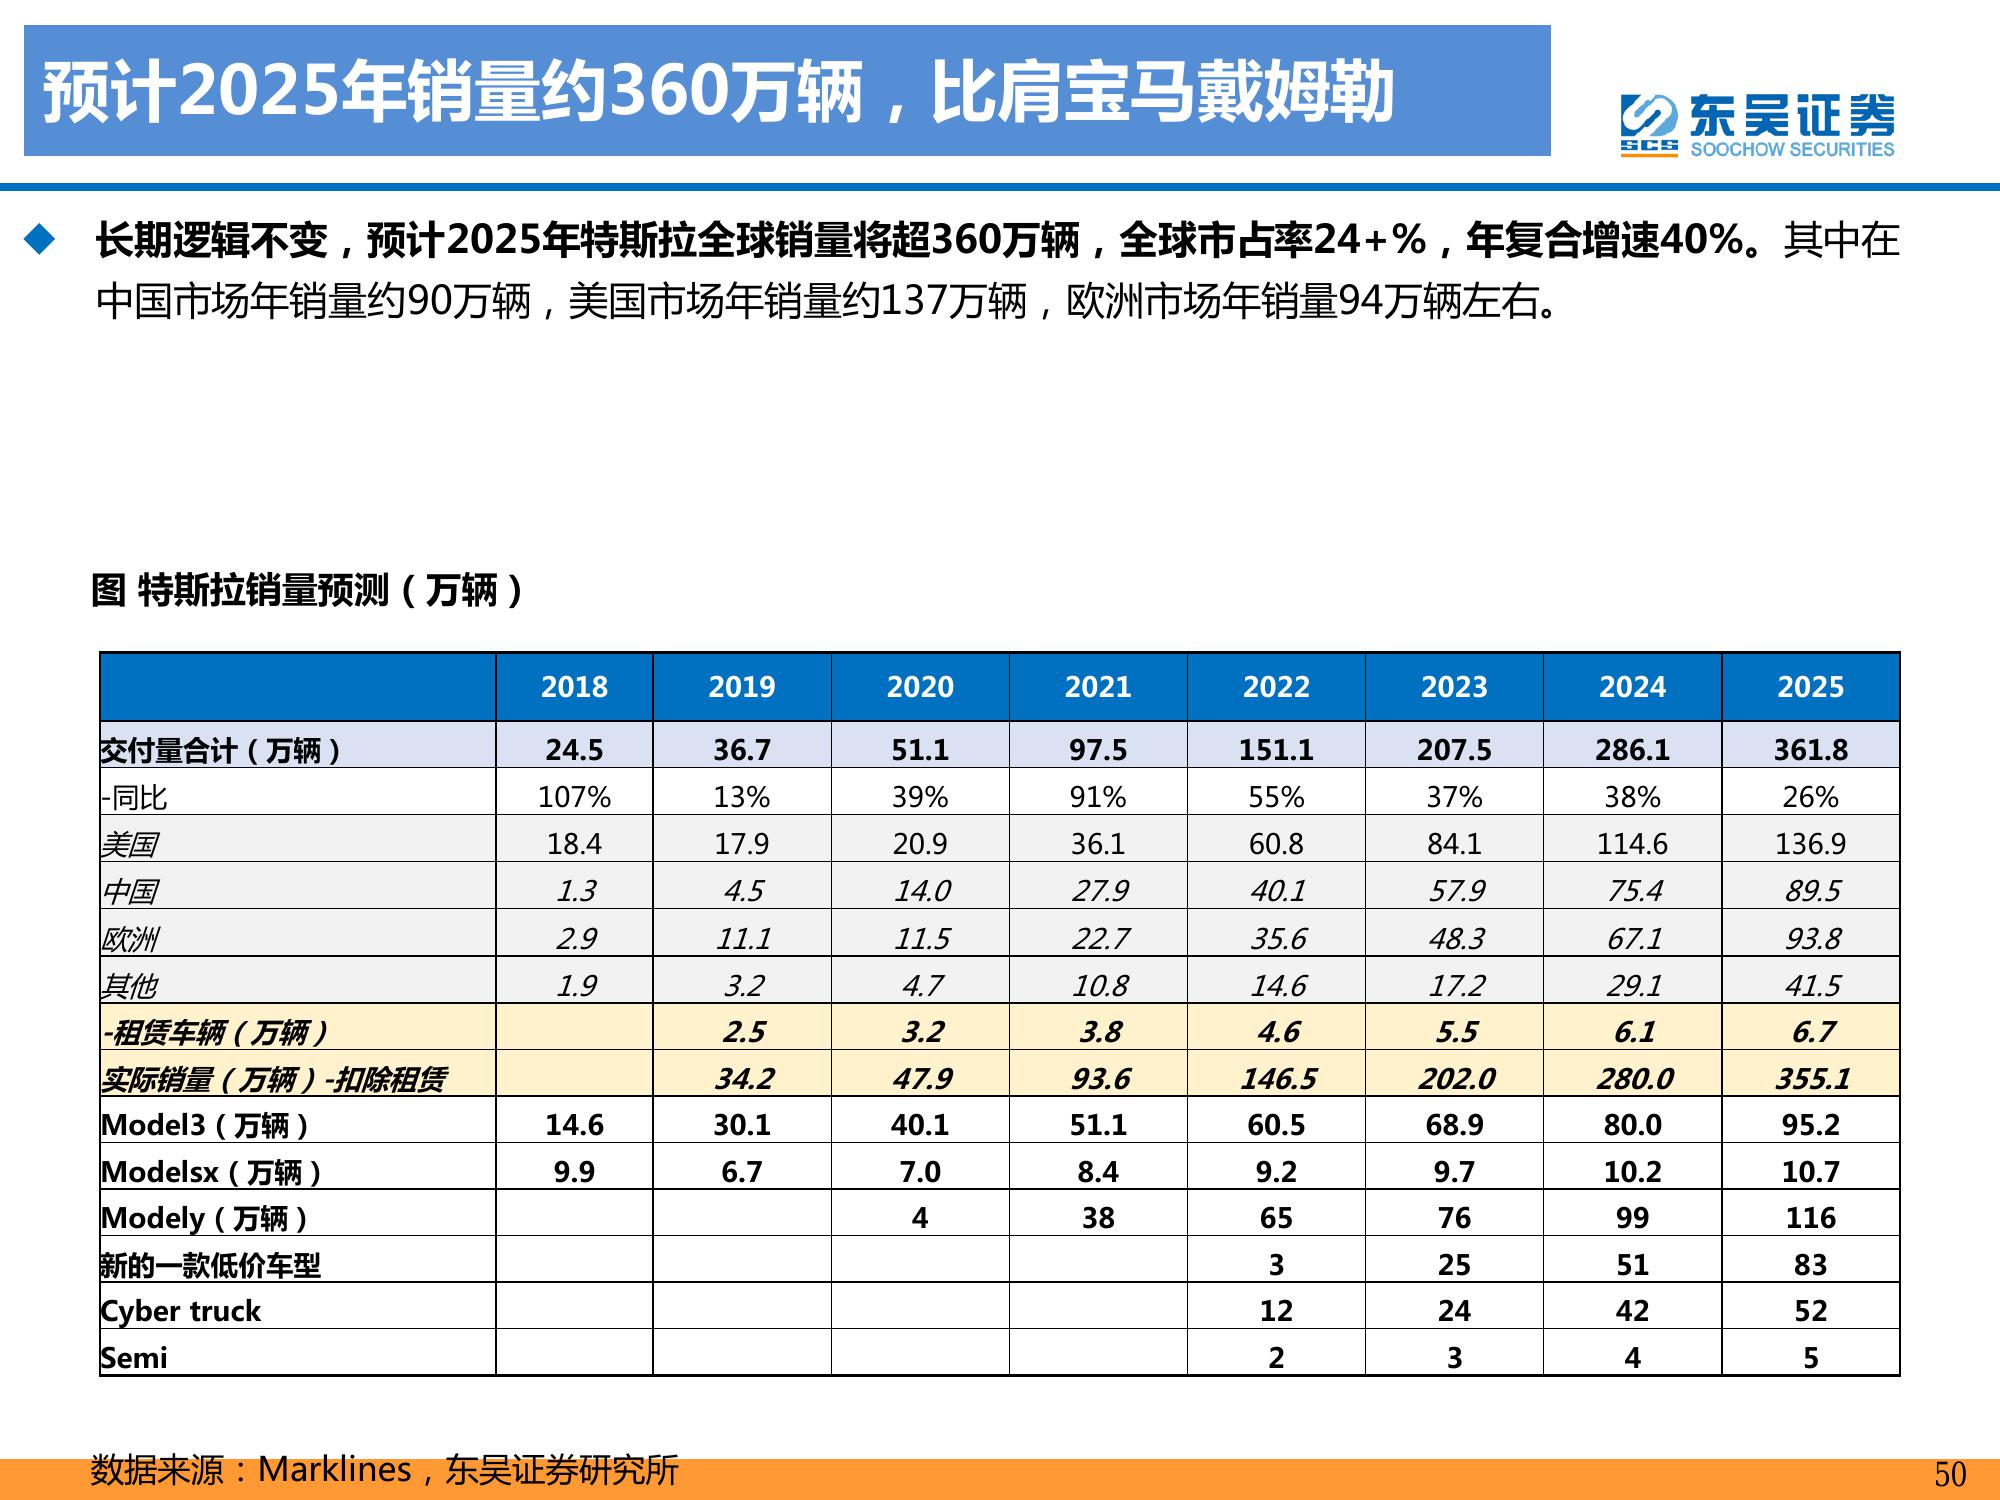 预计2025年销量约360万辆，比肩宝马戴姆勒
东吴证券
SCS
SOOCHOW SECURITIES
长期逻辑不变，预计2025年特斯拉全球销量将超360万辆，全球市占率24+%，年复合增速40%。其中在
中国市场年销量约90万辆，美国市场年销量约137万辆，欧洲市场年销量94万辆左右。
图 特斯拉销量预测（万辆）
2018 2019 2020 2021 2022 2023 2024 2025
交付量合计（万辆） 24.5 36.7 51.1 97.5 151.1 207.5 286.1 361.8
-同比 107% 13% 39% 91% 55% 37% 38% 26%
美国 18.4 17.9 20.9 36.1 60.8 84.1 114.6 136.9
中国 1.3 4.5 14.0 27.9 40.1 57.9 75.4 89.5
欧洲 2.9 11.1 11.5 22.7 35.6 48.3 67.1 93.8
其他 1.9 3.2 4.7 10.8 14.6 17.2 29.1 41.5
-租赁车辆（万辆） 2.5 3.2 3.8 4.6 5.5 6.1 6.7
实际销量（万辆）-扣除租赁 34.2 47.9 93.6 146.5 202.0 280.0 355.1
Model3（万辆） 14.6 30.1 40.1 51.1 60.5 68.9 80.0 95.2
Modelsx（万辆） 9.9 6.7 7.0 8.4 9.2 9.7 10.2 10.7
Modely（万辆） 4 38 65 76 99 116
新的一款低价车型 3 25 51 83
Cyber truck 12 24 42 52
Semi 2 3 4 5
数据来源：Marklines，东吴证券研究所
50